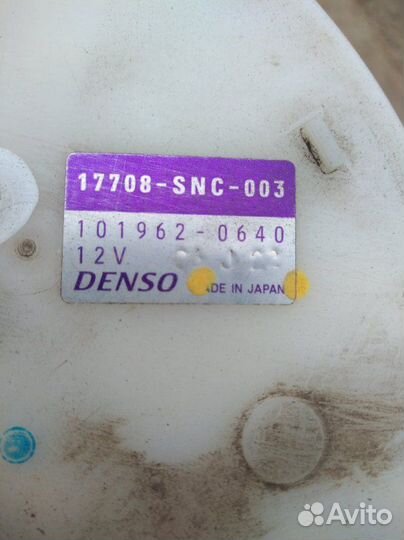 17708-SNC-003
101962-0640
12V
DENSO
ADE IN JAPAN
Avito